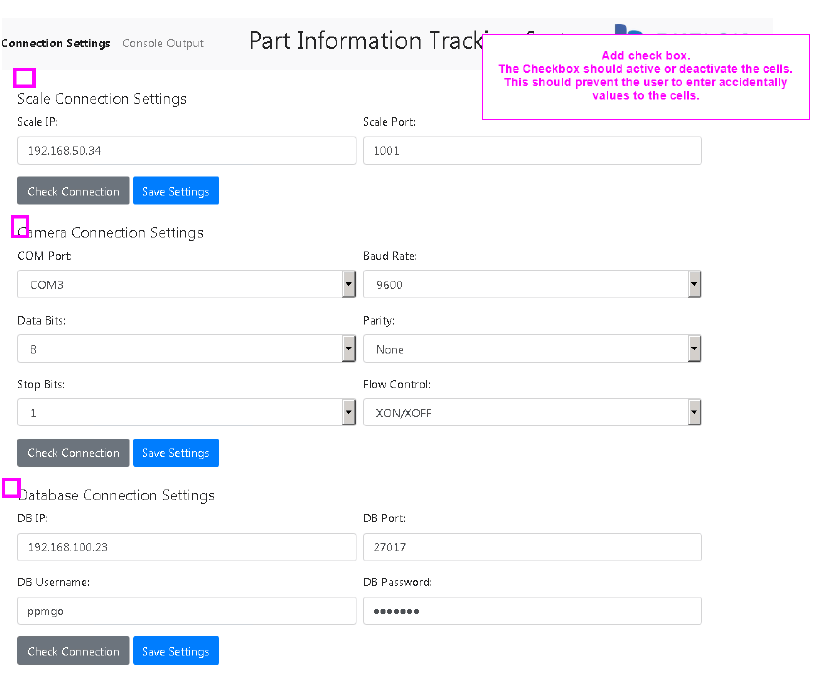 Connection Settings Console Output Part Information Tracking
Add check box.
The Checkbox should active or deactivate the cells.
This should prevent the user to enter accidentally
values to the cells.
Scale Connection Settings
Scale IP: Scale Port:
192.168.50.34 1001
Check Connection Save Settings
Camera Connection Settings
COM Port: Baud Rate:
COM3 9600
Data Bits: Parity:
8 None
Stop Bits: Flow Control:
1 XON/XOFF
Check Connection Save Settings
Database Connection Settings
DB IP: DB Port:
192.168.100.23 27017
DB Username: DB Password:
ppmgo ●●●●●●●
Check Connection Save Settings